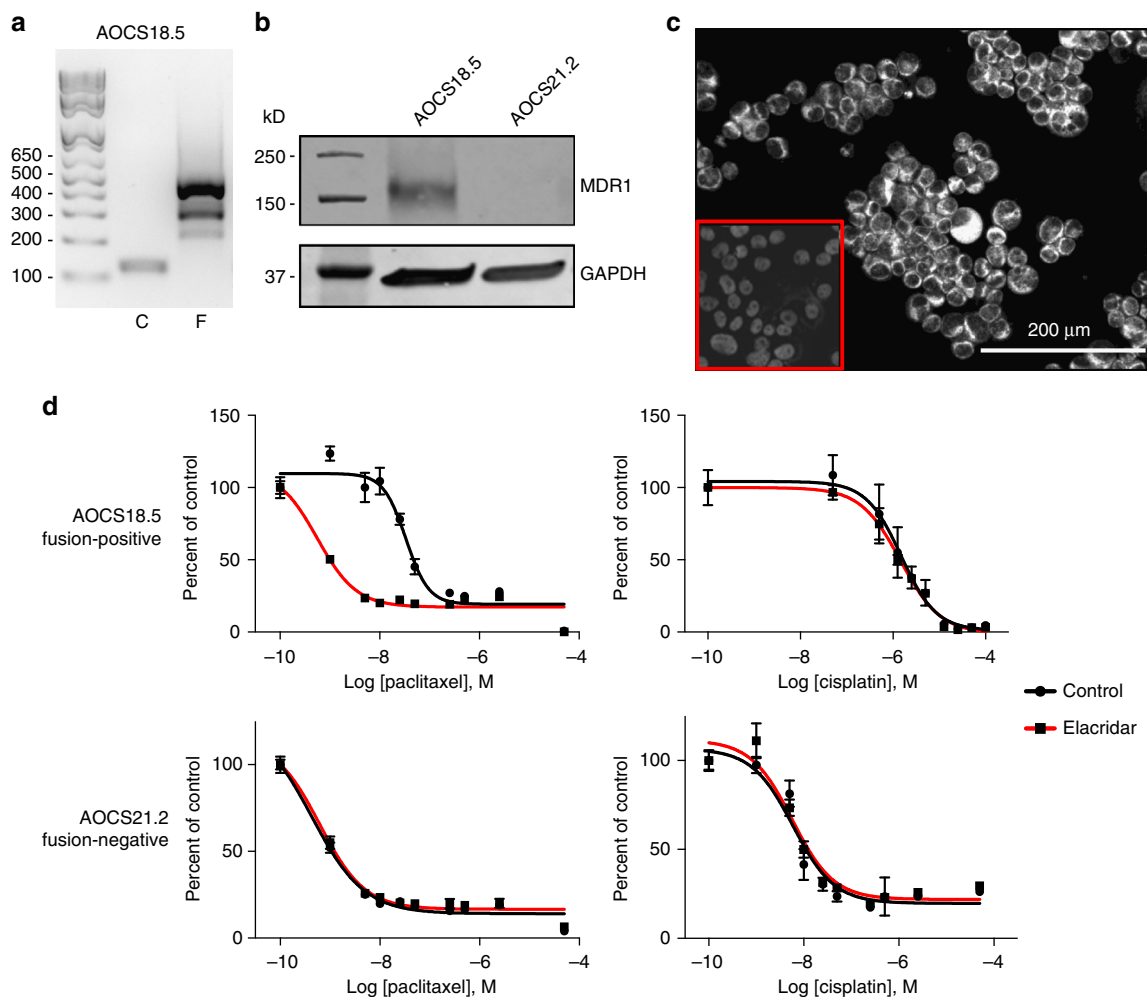 a
AOCS18.5
650 -
500 -
400 -
300 -
200 -
100 -
C F
b
AOCS18.5 AOCS21.2
kD
250 -
150 -
MDR1
37 -
GAPDH
c
200 µm
d
AOCS18.5
fusion-positive
Percent of control
150
100
50
0
–10 –8 –6 –4
Log [paclitaxel], M
Percent of control
150
100
50
0
–10 –8 –6 –4
Log [cisplatin], M
Control
Elacridar
AOCS21.2
fusion-negative
Percent of control
100
50
0
–10 –8 –6 –4
Log [paclitaxel], M
Percent of control
100
50
0
–10 –8 –6 –4
Log [cisplatin], M